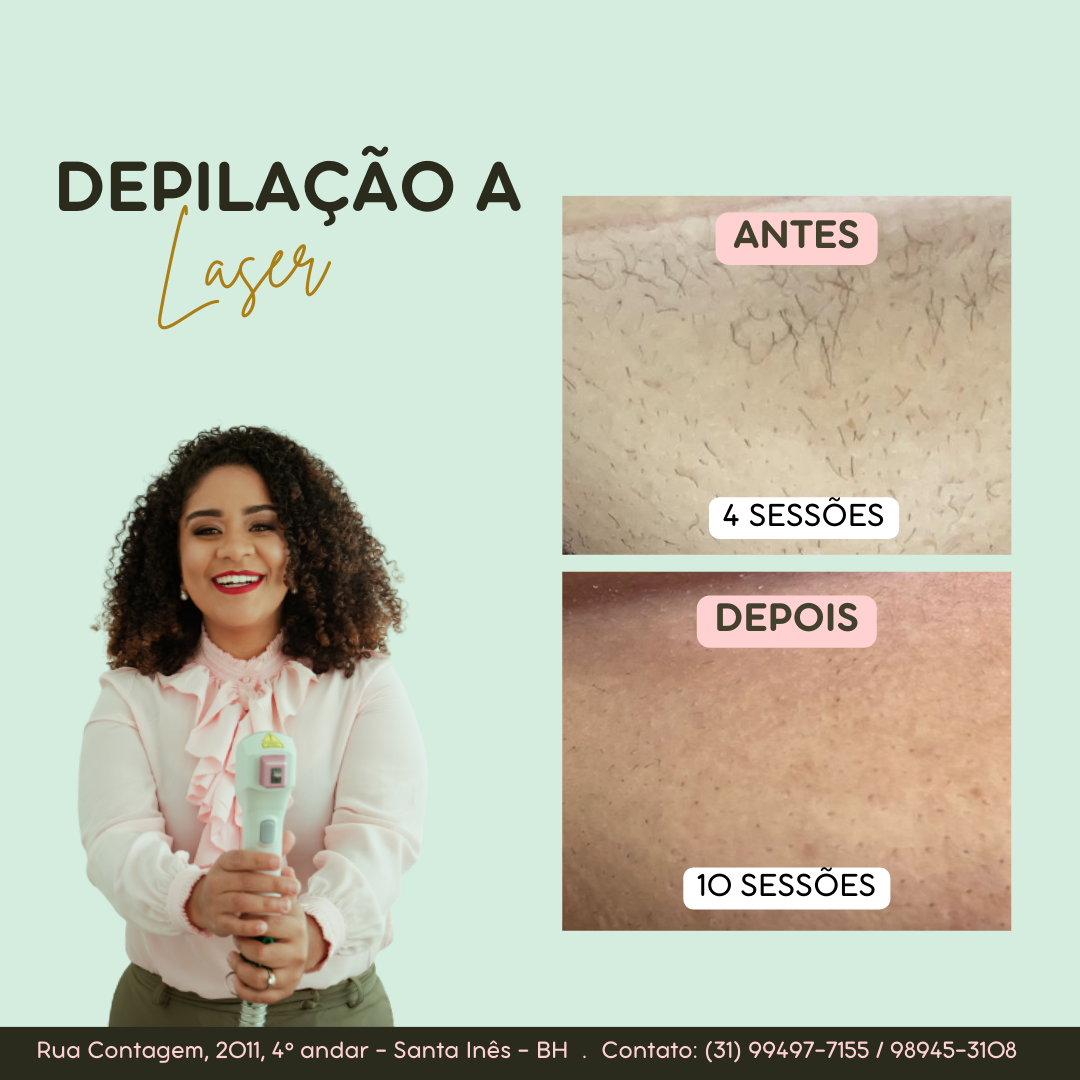 DEPILAÇÃO A
Laser
ANTES
4 SESSÕES
DEPOIS
10 SESSÕES
Rua Contagem, 2011, 4º andar - Santa Inês - BH . Contato: (31) 99497-7155 / 98945-3108